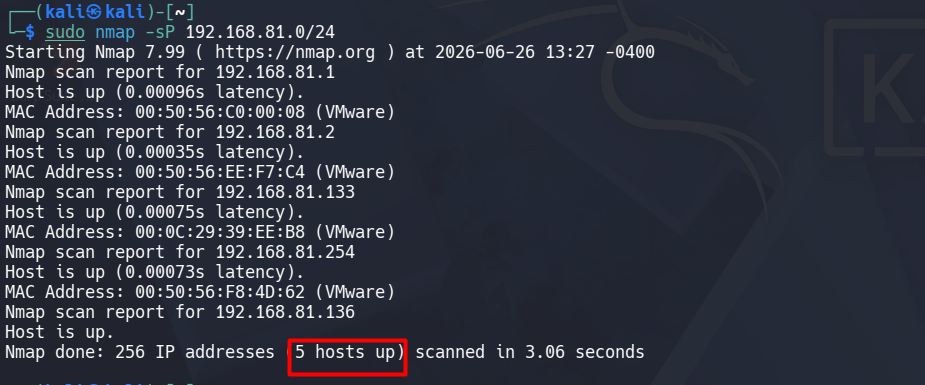 ┌──(kali㉿kali)-[~]
└─$ sudo nmap -sP 192.168.81.0/24
Starting Nmap 7.99 ( https://nmap.org ) at 2026-06-26 13:27 -0400
Nmap scan report for 192.168.81.1
Host is up (0.00096s latency).
MAC Address: 00:50:56:C0:00:08 (VMware)
Nmap scan report for 192.168.81.2
Host is up (0.00035s latency).
MAC Address: 00:50:56:EE:F7:C4 (VMware)
Nmap scan report for 192.168.81.133
Host is up (0.00075s latency).
MAC Address: 00:0C:29:39:EE:B8 (VMware)
Nmap scan report for 192.168.81.254
Host is up (0.00073s latency).
MAC Address: 00:50:56:F8:4D:62 (VMware)
Nmap scan report for 192.168.81.136
Host is up.
Nmap done: 256 IP addresses (5 hosts up) scanned in 3.06 seconds